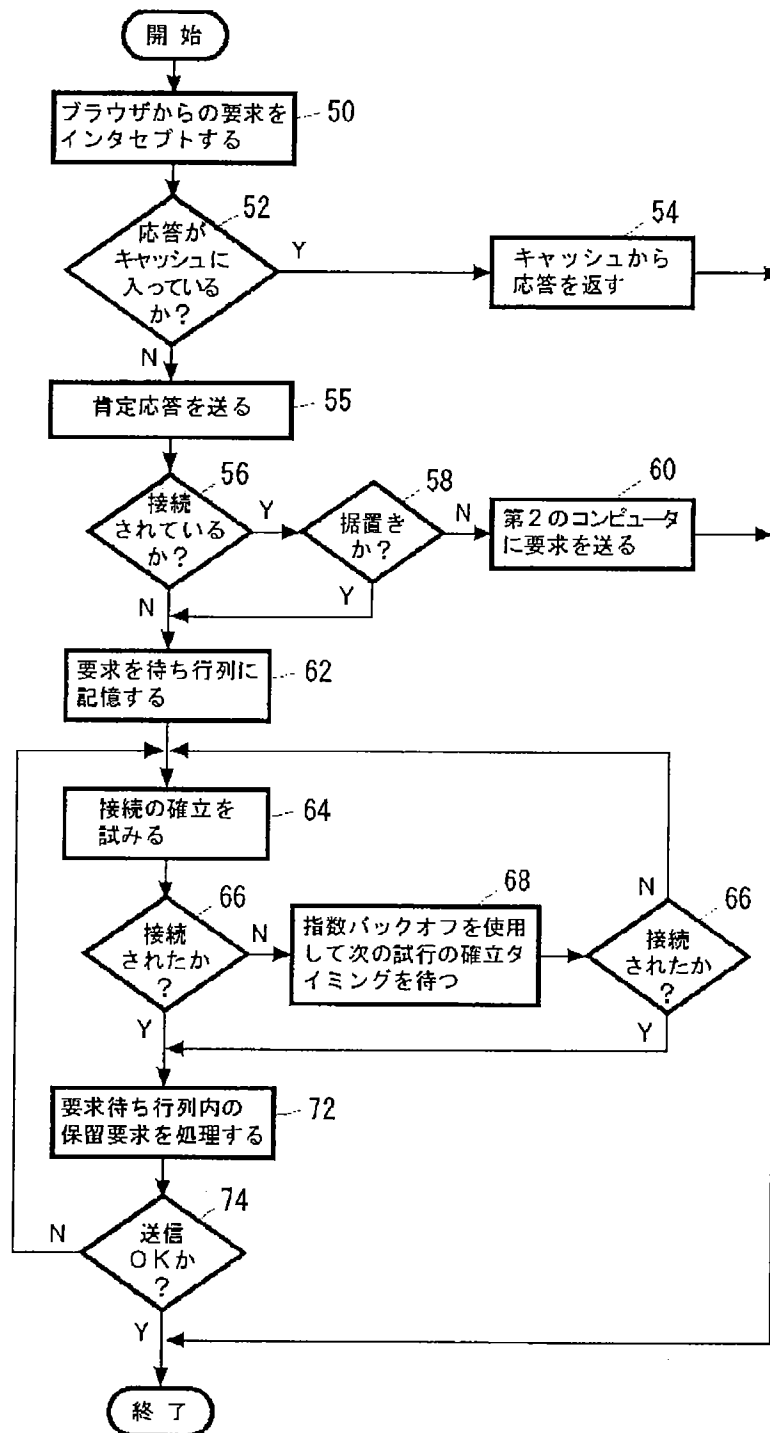 開始
ブラウザからの要求を
インタセプトする
50
52
応答が
キャッシュに
入っている
か?
Y
54
キャッシュから
応答を返す
N
肯定応答を送る
55
56
接続
されている
か?
Y
58
据置き
か?
N
60
第2のコンピュータ
に要求を送る
N
Y
要求を待ち行列に
記憶する
62
接続の確立を
試みる
64
66
接続
されたか
?
N
68
指数バックオフを使用
して次の試行の確立タ
イミングを待つ
N
66
接続
されたか
?
Y
Y
要求待ち行列内の
保留要求を処理する
72
74
送信
OKか
?
N
Y
終了